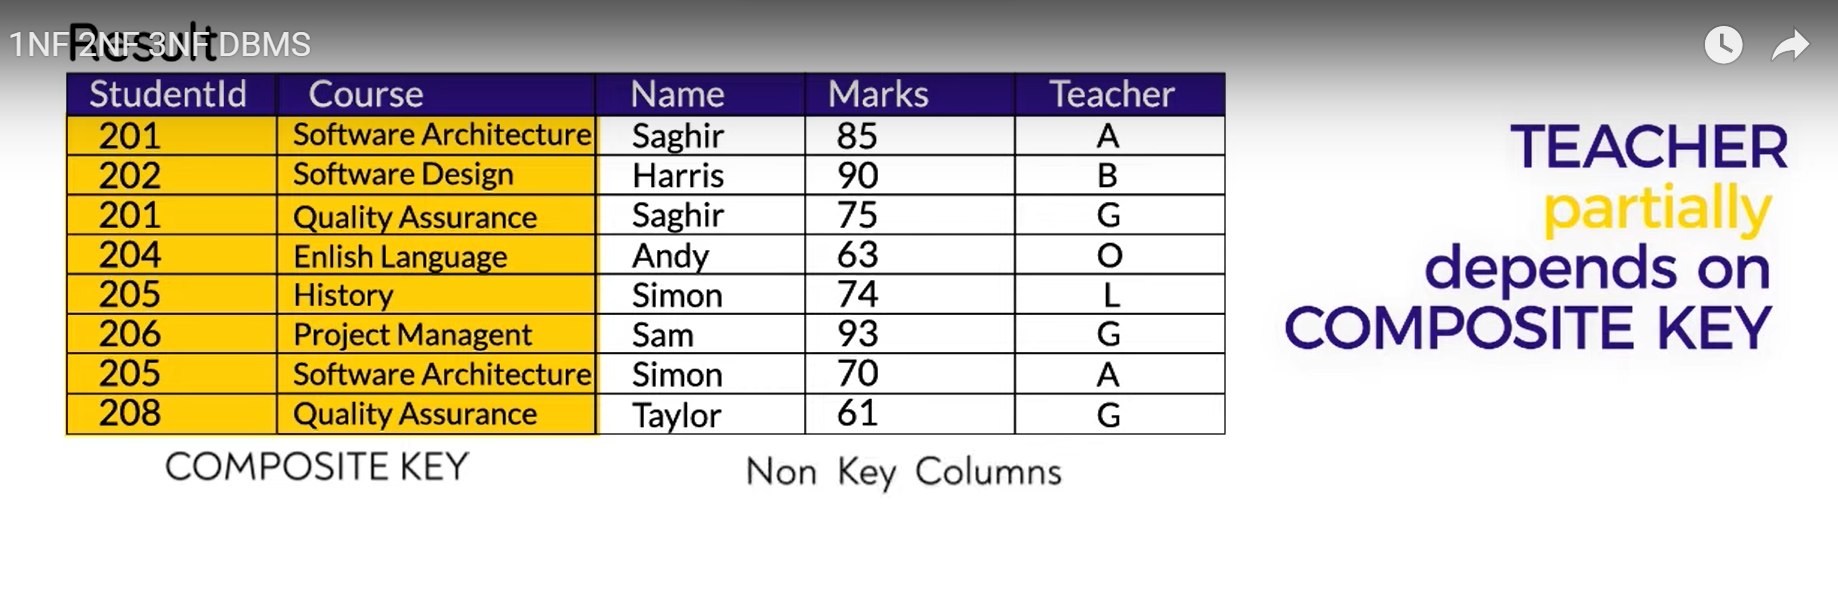 1NF 2NF 3NF DBMS
Result
StudentId Course Name Marks Teacher
201 Software Architecture Saghir 85 A
202 Software Design Harris 90 B
201 Quality Assurance Saghir 75 G
204 Enlish Language Andy 63 O
205 History Simon 74 L
206 Project Managent Sam 93 G
205 Software Architecture Simon 70 A
208 Quality Assurance Taylor 61 G
COMPOSITE KEY Non Key Columns
TEACHER
partially
depends on
COMPOSITE KEY